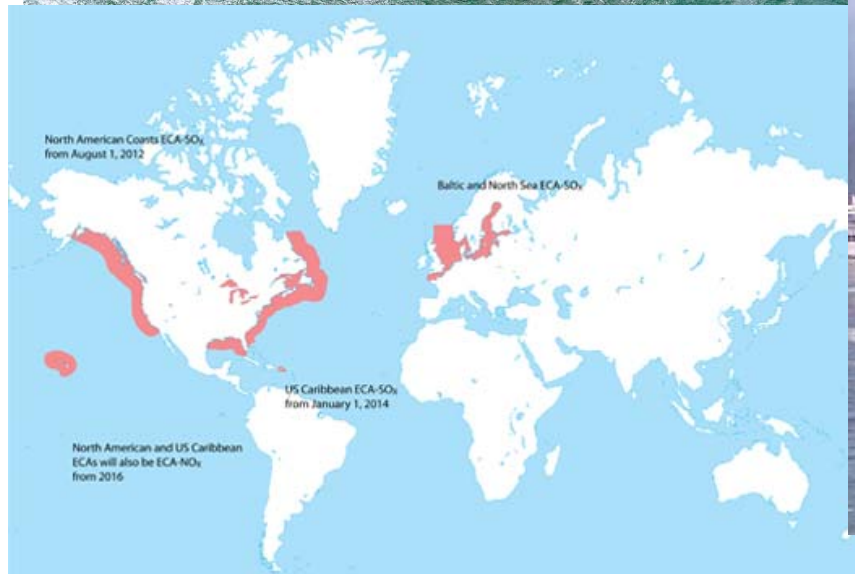 North American Coasts ECA-SOx
from August 1, 2012
Baltic and North Sea ECA-SOx
US Caribbean ECA-SOx
from January 1, 2014
North American and US Caribbean
ECAs will also be ECA-NOx
from 2016